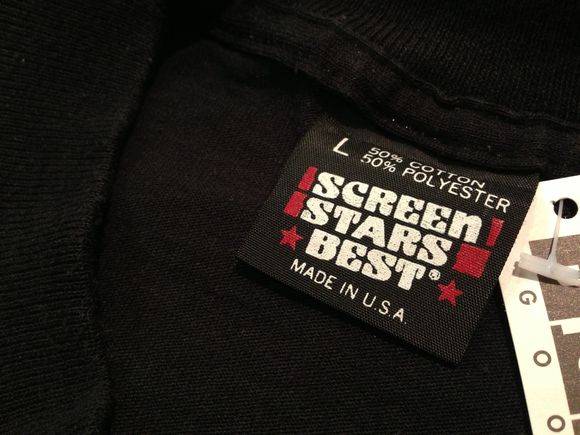 L 50% COTTON
50% POLYESTER
SCREEN
STARS
BEST®
MADE IN U.S.A.
G
O
O